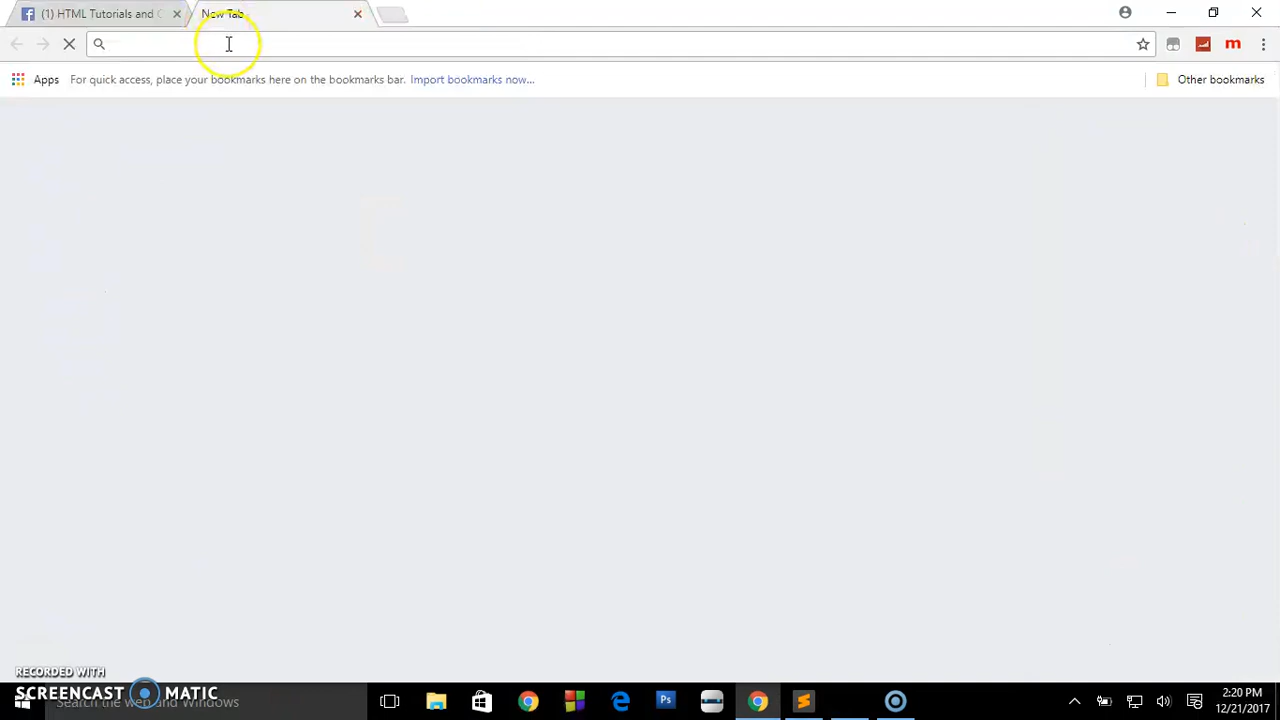 (1) HTML Tutorials and C
New Tab
Apps
For quick access, place your bookmarks here on the bookmarks bar. Import bookmarks now...
Other bookmarks
m
RECORDED WITH
SCREENCAST MATIC
Search the web and Windows
Ps
2:20 PM
12/21/2017